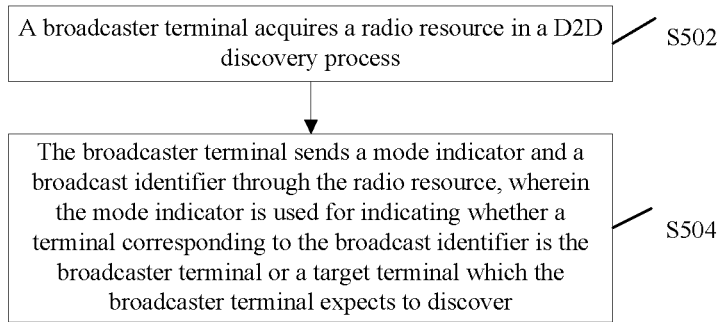 A broadcaster terminal acquires a radio resource in a D2D
discovery process
S502
The broadcaster terminal sends a mode indicator and a
broadcast identifier through the radio resource, wherein
the mode indicator is used for indicating whether a
terminal corresponding to the broadcast identifier is the
broadcaster terminal or a target terminal which the
broadcaster terminal expects to discover
S504